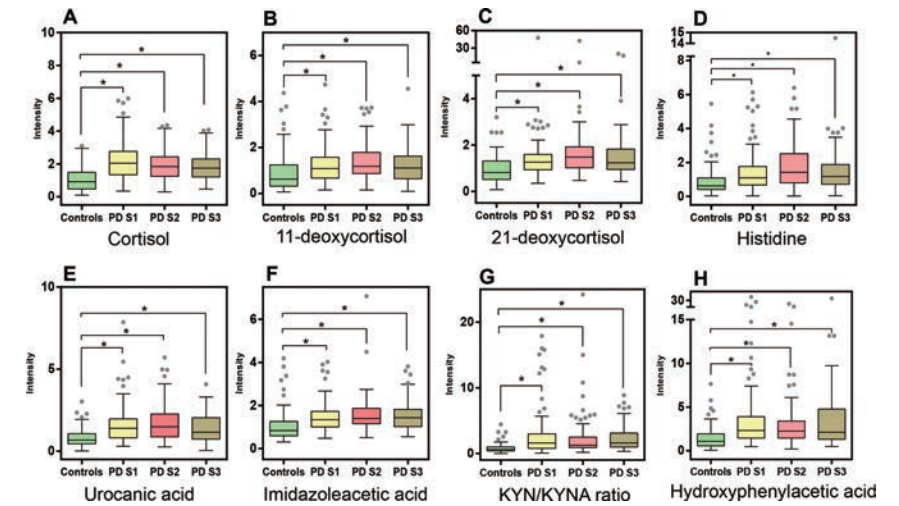 A
10
8
6
4
2
0
Intensity
*
*
*
Controls PD S1 PD S2 PD S3
Cortisol
B
6
4
2
0
Intensity
*
*
*
Controls PD S1 PD S2 PD S3
11-deoxycortisol
C
60
30
4
2
0
Intensity
*
*
*
Controls PD S1 PD S2 PD S3
21-deoxycortisol
D
15
14
8
6
4
2
0
Intensity
*
*
*
Controls PD S1 PD S2 PD S3
Histidine
E
10
5
0
Intensity
*
*
*
Controls PD S1 PD S2 PD S3
Urocanic acid
F
6
4
2
0
Intensity
*
*
*
Controls PD S1 PD S2 PD S3
Imidazoleacetic acid
G
20
10
0
Intensity
*
*
*
Controls PD S1 PD S2 PD S3
KYN/KYNA ratio
H
30
15
10
5
0
Intensity
*
*
*
Controls PD S1 PD S2 PD S3
Hydroxyphenylacetic acid